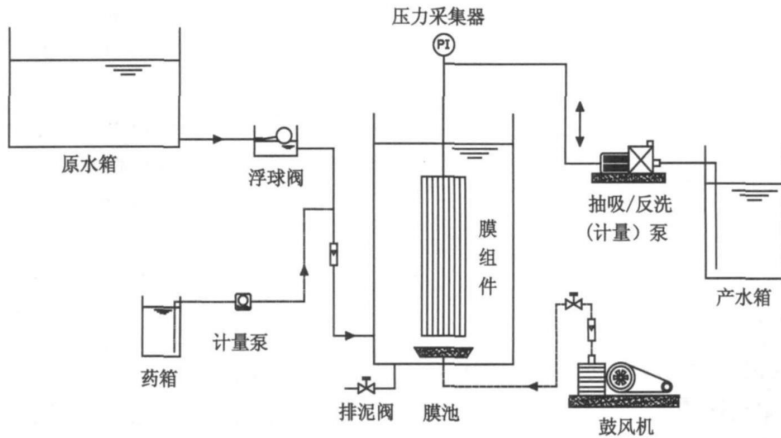 压力采集器
PI
原水箱
浮球阀
抽吸/反洗
(计量）泵
膜组件
产水箱
计量泵
药箱
排泥阀
膜池
鼓风机